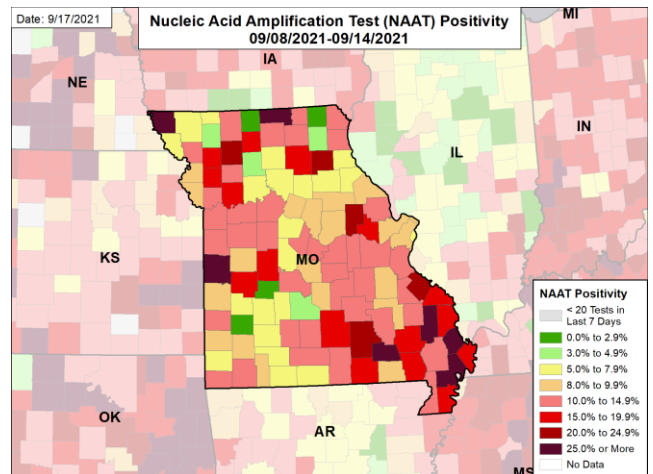 Date: 9/17/2021
Nucleic Acid Amplification Test (NAAT) Positivity
09/08/2021-09/14/2021
MI
IA
NE
IN
IL
KS
MO
OK
AR
MS
NAAT Positivity
< 20 Tests in
Last 7 Days
0.0% to 2.9%
3.0% to 4.9%
5.0% to 7.9%
8.0% to 9.9%
10.0% to 14.9%
15.0% to 19.9%
20.0% to 24.9%
25.0% or More
No Data